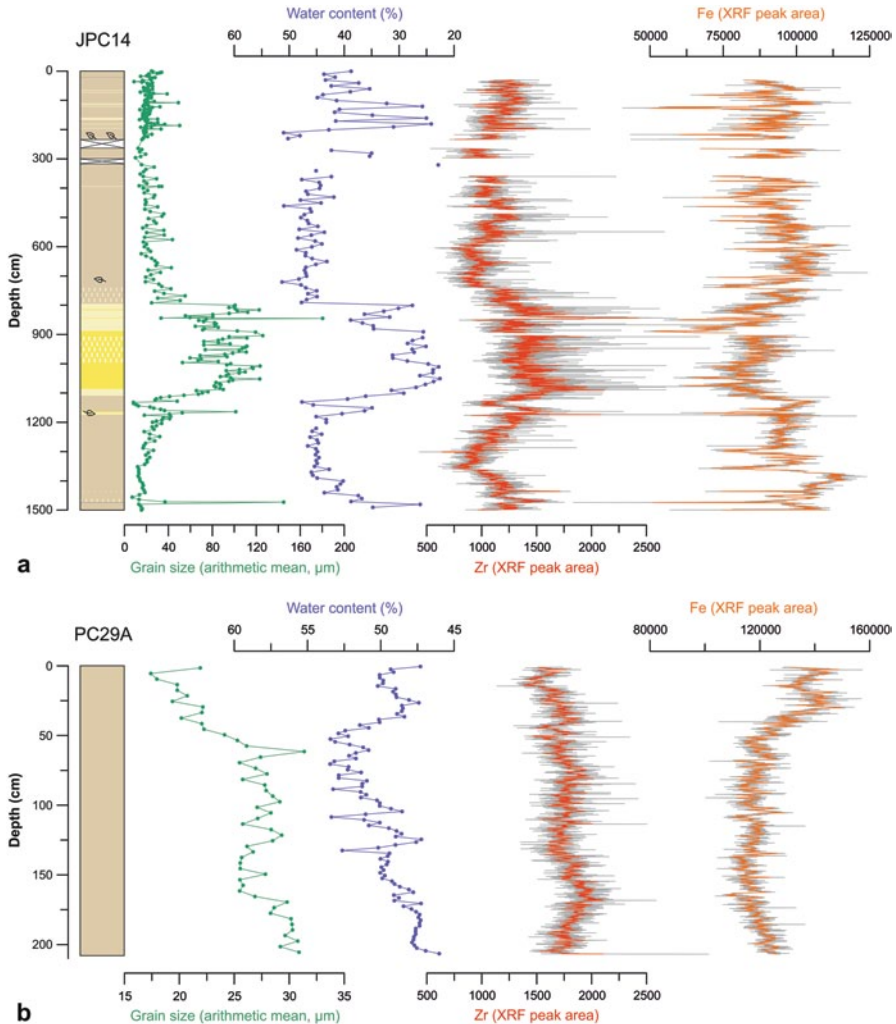 Water content (%)
Fe (XRF peak area)
JPC14
60 50 40 30 20
50000 75000 100000 125000
0
300
600
900
1200
1500
Depth (cm)
0 40 80 120 160 200
500 1000 1500 2000 2500
a
Grain size (arithmetic mean, µm)
Zr (XRF peak area)
Water content (%)
Fe (XRF peak area)
PC29A
60 55 50 45
80000 120000 160000
0
50
100
150
200
Depth (cm)
15 20 25 30 35
500 1000 1500 2000 2500
b
Grain size (arithmetic mean, µm)
Zr (XRF peak area)